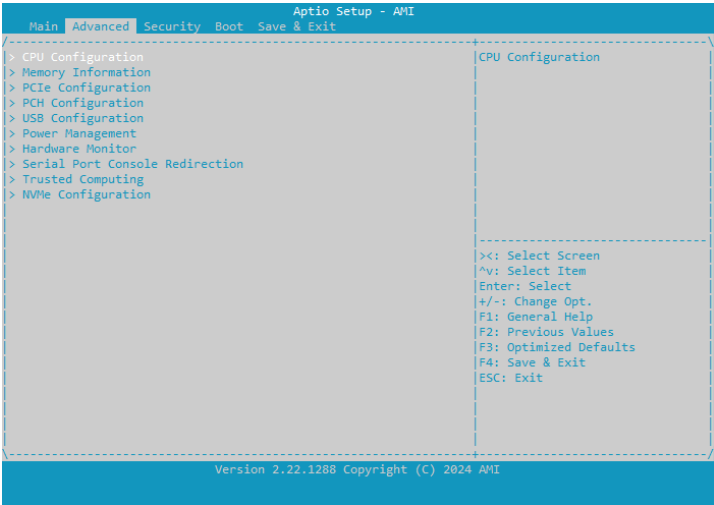 Aptio Setup - AMI
Main Advanced Security Boot Save & Exit
> CPU Configuration
CPU Configuration
> Memory Information
> PCIe Configuration
> PCH Configuration
> USB Configuration
> Power Management
> Hardware Monitor
> Serial Port Console Redirection
> Trusted Computing
> NVMe Configuration
><: Select Screen
^v: Select Item
Enter: Select
+/-: Change Opt.
F1: General Help
F2: Previous Values
F3: Optimized Defaults
F4: Save & Exit
ESC: Exit
Version 2.22.1288 Copyright (C) 2024 AMI